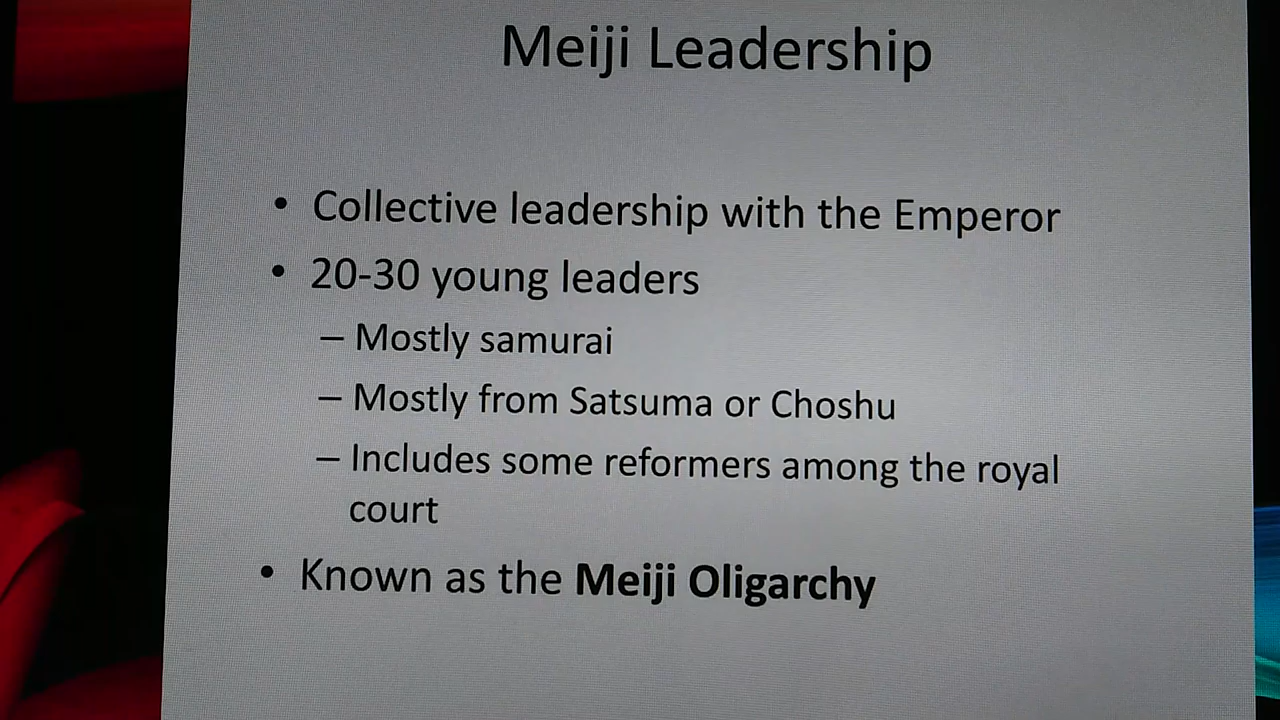 Meiji Leadership
• Collective leadership with the Emperor
• 20-30 young leaders
– Mostly samurai
– Mostly from Satsuma or Choshu
– Includes some reformers among the royal
court
• Known as the Meiji Oligarchy